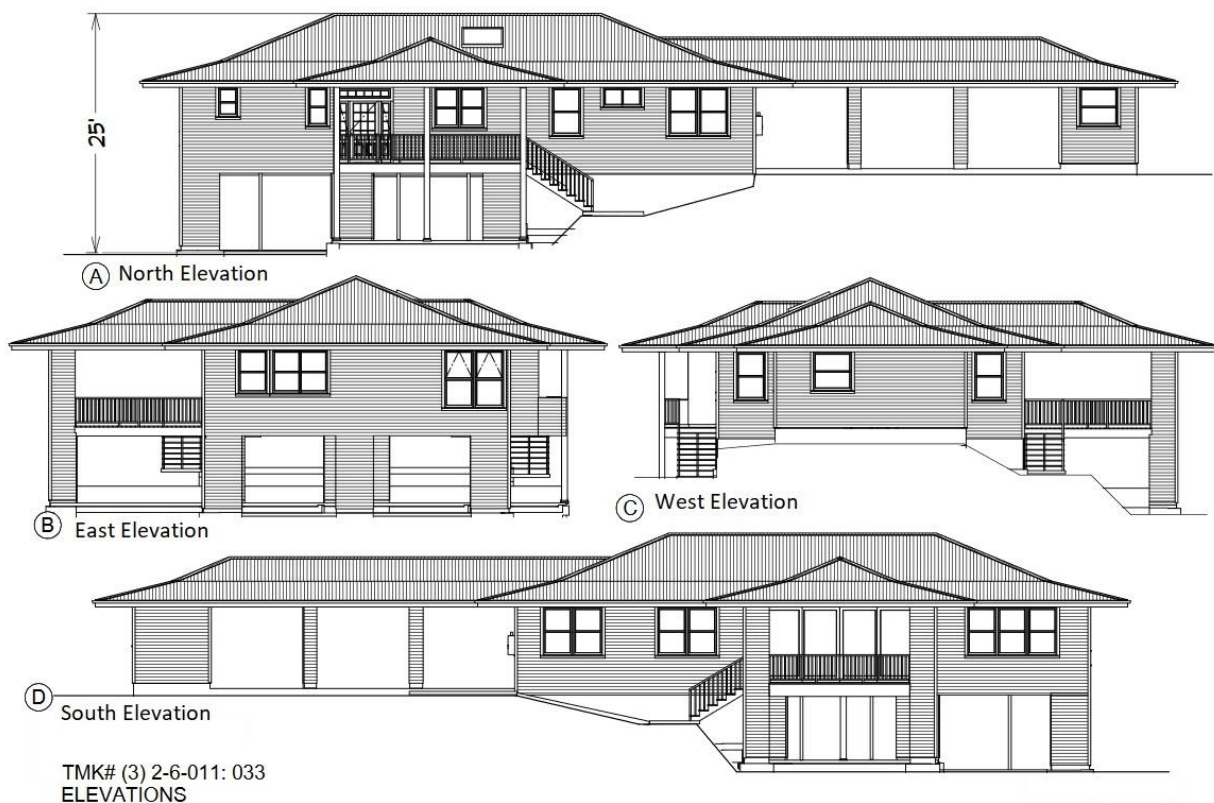 25'
A North Elevation
B East Elevation
C West Elevation
D South Elevation
TMK# (3) 2-6-011: 033
ELEVATIONS